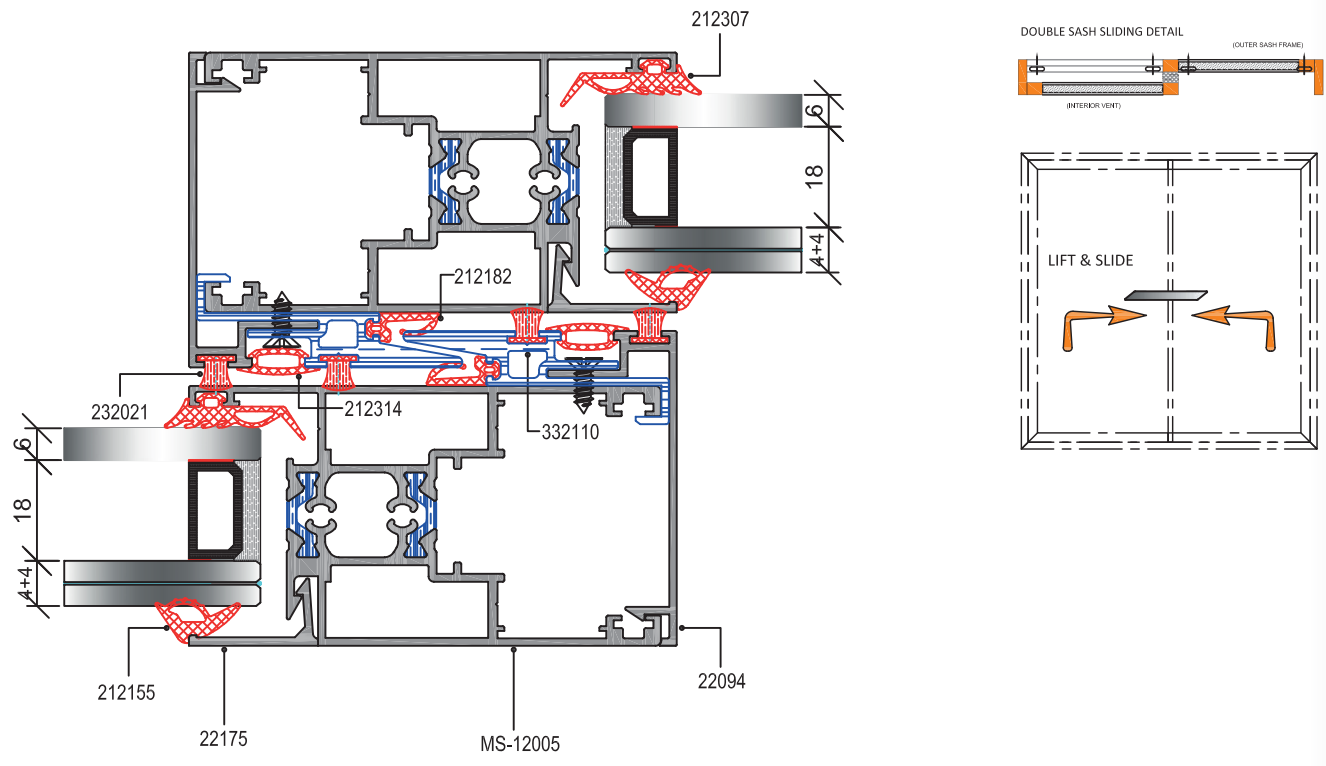 212307
DOUBLE SASH SLIDING DETAIL
(OUTER SASH FRAME)
(INTERIOR VENT)
6
18
4+4
LIFT & SLIDE
212182
232021
212314
332110
6
18
4+4
212155
22175
MS-12005
22094